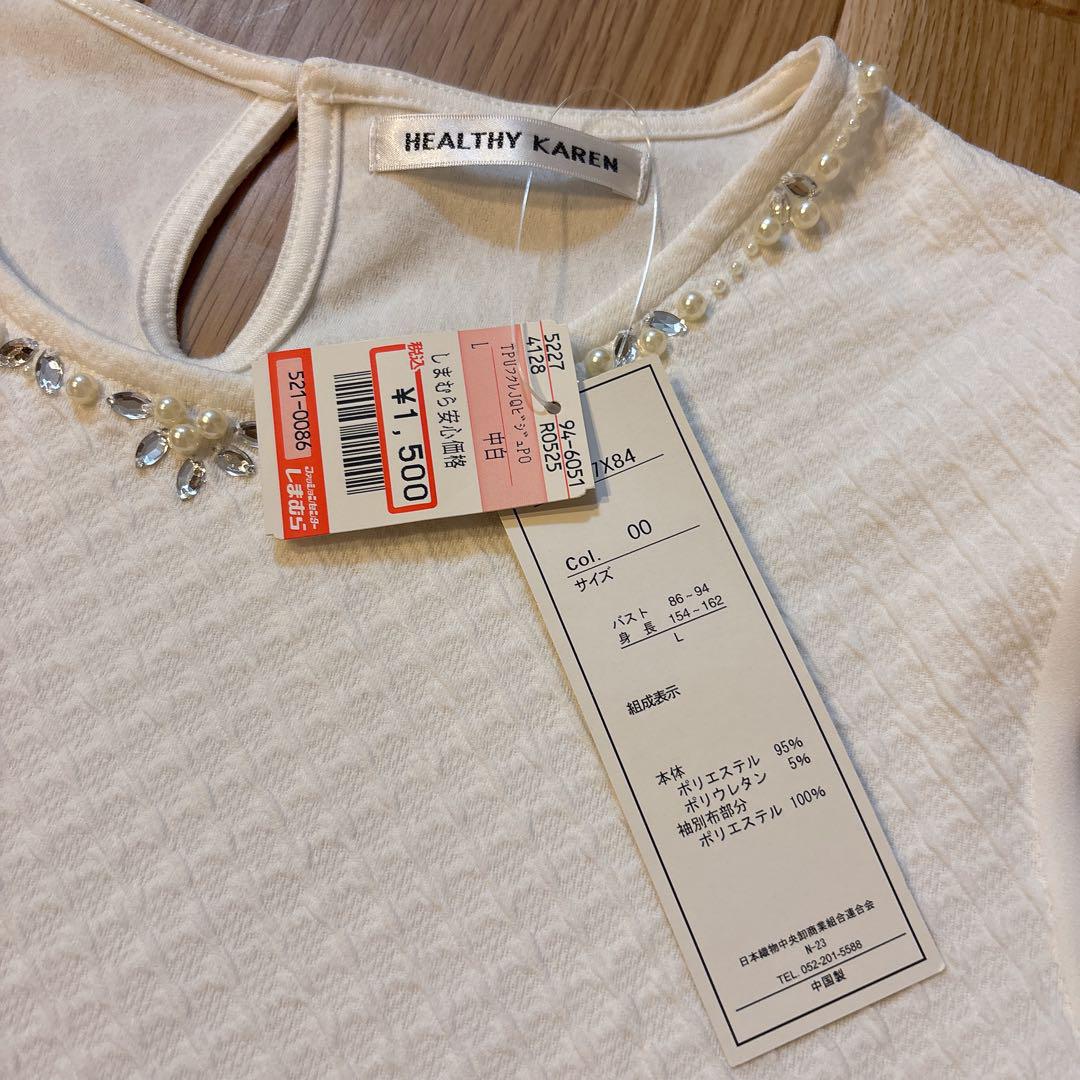 HEALTHY KAREN
5227
4128
94-6051
R0525
TPUフクレJQビジュPO
L
中白
しまむら安心価格
税込
¥1,500
521-0086
ファッションセンター
しまむら
7X84
Col. 00
サイズ
バスト 86~94
身長 154~162
L
組成表示
本体
ポリエステル 95%
ポリウレタン 5%
袖別布部分
ポリエステル 100%
日本織物中央卸商業組合連合会
N-23
TEL. 052-201-5588
中国製